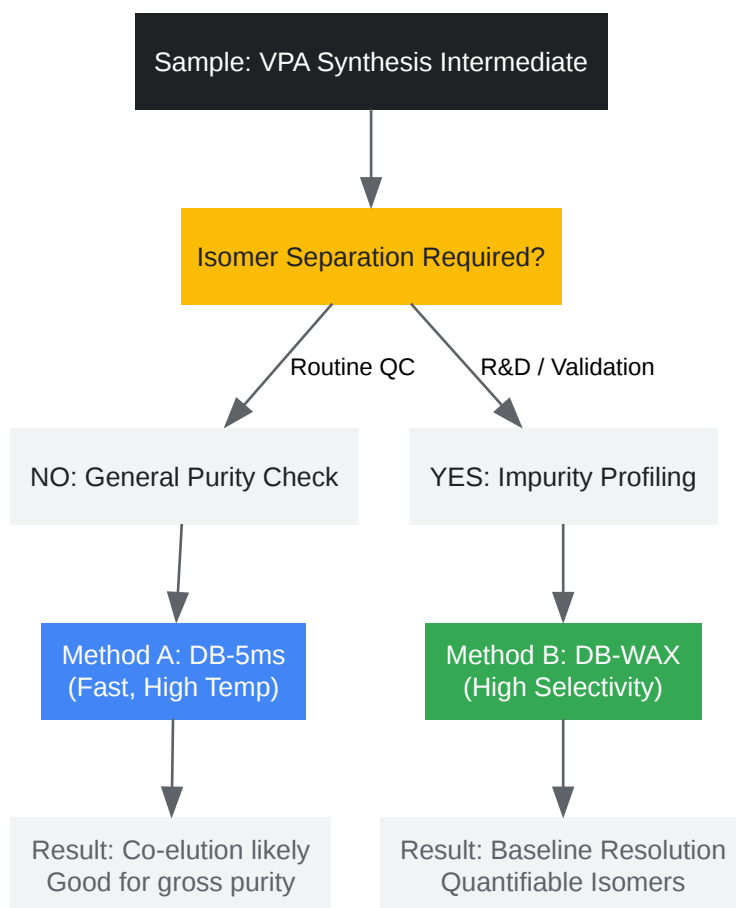 Sample: VPA Synthesis Intermediate
Isomer Separation Required?
Routine QC
R&D / Validation
NO: General Purity Check
YES: Impurity Profiling
Method A: DB-5ms
(Fast, High Temp)
Method B: DB-WAX
(High Selectivity)
Result: Co-elution likely
Good for gross purity
Result: Baseline Resolution
Quantifiable Isomers